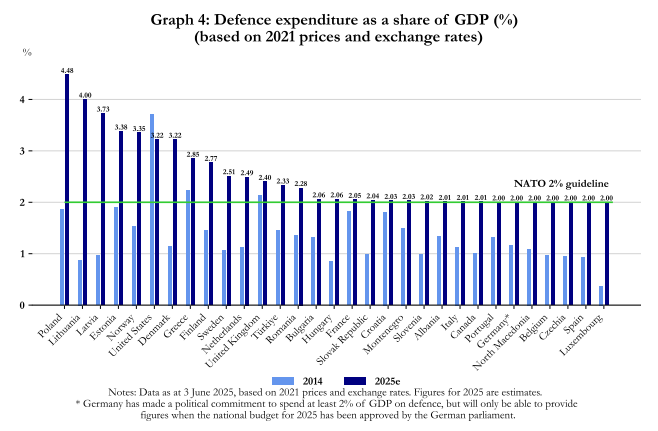 Graph 4: Defence expenditure as a share of GDP (%)
(based on 2021 prices and exchange rates)
%
4.48 4.00 3.73 3.38 3.35 3.22 3.22 2.85 2.77 2.51 2.49 2.40 2.33 2.28 2.06 2.06 2.05 2.04 2.03 2.03 2.02 2.01 2.01 2.01 2.00 2.00 2.00 2.00 2.00 2.00 2.00
NATO 2% guideline
4
3
2
1
0
Poland
Lithuania
Latvia
Estonia
Norway
United States
Denmark
Greece
Finland
Sweden
Netherlands
United Kingdom
Türkiye
Romania
Bulgaria
Hungary
France
Slovak Republic
Croatia
Montenegro
Slovenia
Albania
Italy
Canada
Portugal
Germany*
North Macedonia
Belgium
Czechia
Spain
Luxembourg
2014 2025e
Notes: Data as at 3 June 2025, based on 2021 prices and exchange rates. Figures for 2025 are estimates.
* Germany has made a political commitment to spend at least 2% of GDP on defence, but will only be able to provide
figures when the national budget for 2025 has been approved by the German parliament.